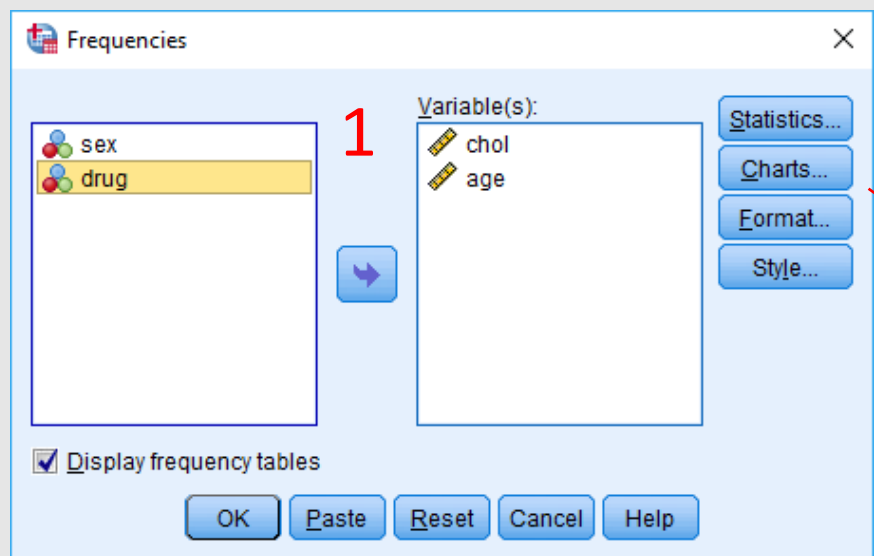 Frequencies
1
Variable(s):
sex
drug
chol
age
Statistics...
Charts...
Format...
Style...
Display frequency tables
OK Paste Reset Cancel Help